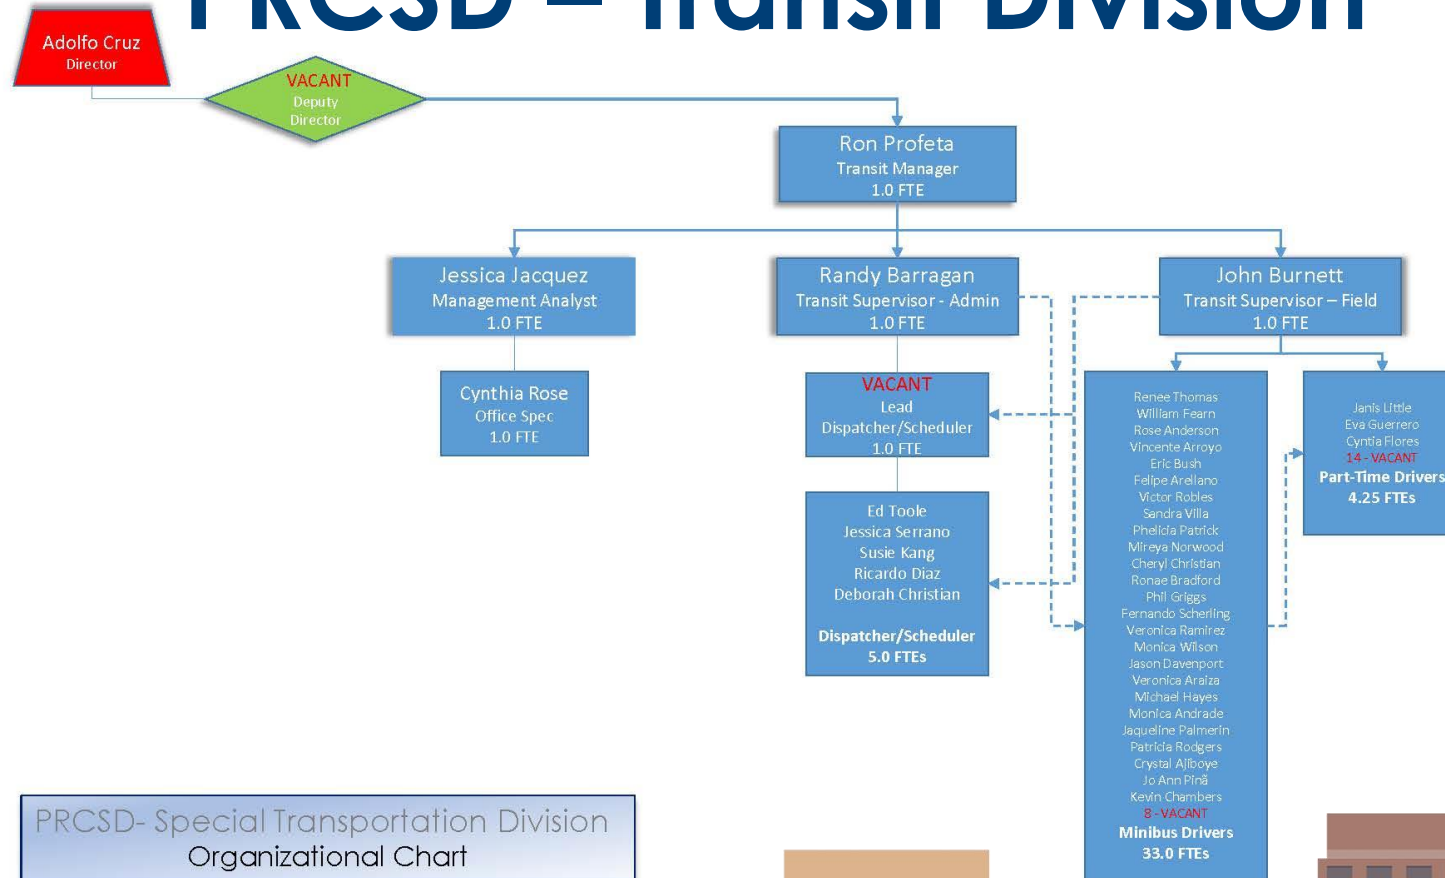 PRCSD – Transit Division
Adolfo Cruz
Director
VACANT
Deputy
Director
Ron Profeta
Transit Manager
1.0 FTE
Jessica Jacquez
Management Analyst
1.0 FTE
Randy Barragan
Transit Supervisor - Admin
1.0 FTE
John Burnett
Transit Supervisor – Field
1.0 FTE
Cynthia Rose
Office Spec
1.0 FTE
VACANT
Lead
Dispatcher/Scheduler
1.0 FTE
Ed Toole
Jessica Serrano
Susie Kang
Ricardo Diaz
Deborah Christian
Dispatcher/Scheduler
5.0 FTEs
Renee Thomas
William Fearn
Rose Anderson
Vincente Arroyo
Eric Bush
Felipe Arellano
Victor Robles
Sandra Villa
Phelicia Patrick
Mireya Norwood
Cheryl Christian
Ronae Bradford
Phil Griggs
Fernando Scherling
Veronica Ramirez
Monica Wilson
Jason Davenport
Veronica Araiza
Michael Hayes
Monica Andrade
Jaqueline Palmerin
Patricia Rodgers
Crystal Ajiboye
Jo Ann Pinã
Kevin Chambers
8 - VACANT
Minibus Drivers
33.0 FTEs
Janis Little
Eva Guerrero
Cyntia Flores
14 - VACANT
Part-Time Drivers
4.25 FTEs
PRCSD- Special Transportation Division
Organizational Chart